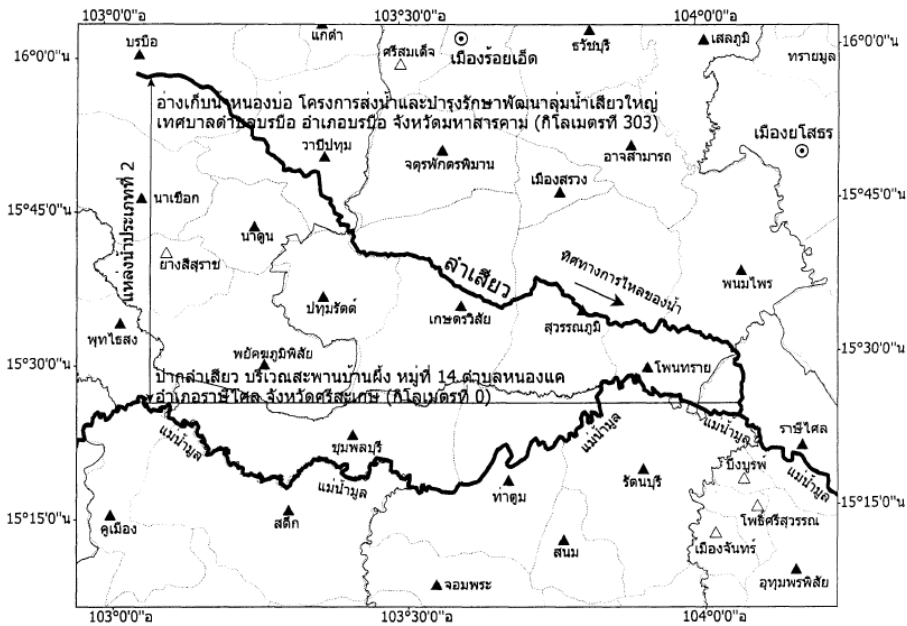 103°0'0"อ
103°30'0"อ
104°0'0"อ
16°0'0"น
บรบือ
แกดำ
ศรีสมเด็จ
เมืองร้อยเอ็ด
ธวัชบุรี
เสลภูมิ
ทรายมูล
16°0'0"น
อ่างเก็บน้ำหนองบ่อ โครงการส่งน้ำและบำรุงรักษาพัฒนาลุ่มน้ำเสียวใหญ่
เทศบาลตำบลบรบือ อำเภอบรบือ จังหวัดมหาสารคาม (กิโลเมตรที่ 303)
เมืองยโสธร
วาปีปทุม
จตุรพักตรพิมาน
อาจสามารถ
แหล่งน้ำประเภทที่ 2
นาเชือก
เมืองสรวง
15°45'0"น
15°45'0"น
นาดูน
ยางสีสุราช
ลำเสียว
ทิศทางการไหลของน้ำ
พนมไพร
ปทุมรัตต์
เกษตรวิสัย
สุวรรณภูมิ
พุทไธสง
พยัคฆภูมิพิสัย
15°30'0"น
15°30'0"น
ปากลำเสียว บริเวณสะพานบ้านผึ้ง หมู่ที่ 14 ตำบลหนองแค
อำเภอราษีไศล จังหวัดศรีสะเกษ (กิโลเมตรที่ 0)
โพนทราย
แม่น้ำมูล
แม่น้ำมูล
แม่น้ำมูล
ราษีไศล
ชุมพลบุรี
แม่น้ำมูล
บึงบูรพ์
แม่น้ำมูล
ท่าตูม
รัตนบุรี
15°15'0"น
15°15'0"น
คูเมือง
สตึก
โพธิ์ศรีสุวรรณ
สนม
เมืองจันทร์
จอมพระ
อุทุมพรพิสัย
103°0'0"อ
103°30'0"อ
104°0'0"อ